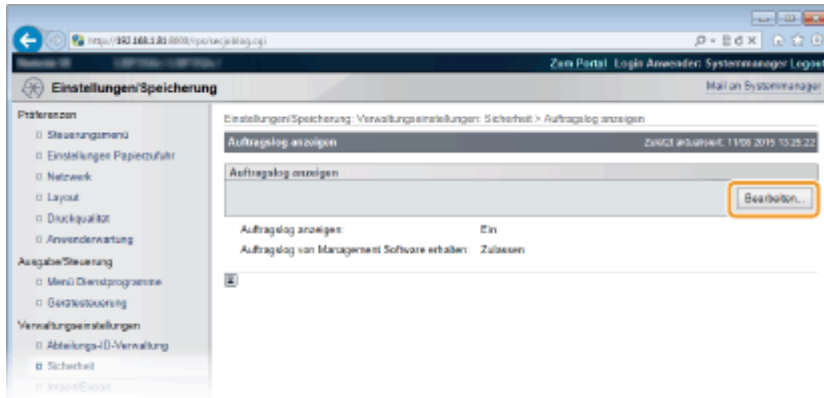 Zum Portal Login Anwender: Systemmanager Logout
Einstellungen/Speicherung
Mail an Systemmanager
Präferenzen
Steuerungsmenü
Einstellungen Papierzufuhr
Netzwerk
Layout
Druckqualität
Anwenderwartung
Ausgabe/Steuerung
Menü Dienstprogramme
Gerätesteuerung
Verwaltungseinstellungen
Abteilungs-ID-Verwaltung
Sicherheit
Import/Export
Einstellungen/Speicherung: Verwaltungseinstellungen: Sicherheit > Auftragslog anzeigen
Auftragslog anzeigen
Zuletzt aktualisiert: 11/08 2015 13:25:22
Auftragslog anzeigen
Bearbeiten...
Auftragslog anzeigen: Ein
Auftragslog von Management Software erhalten: Zulassen